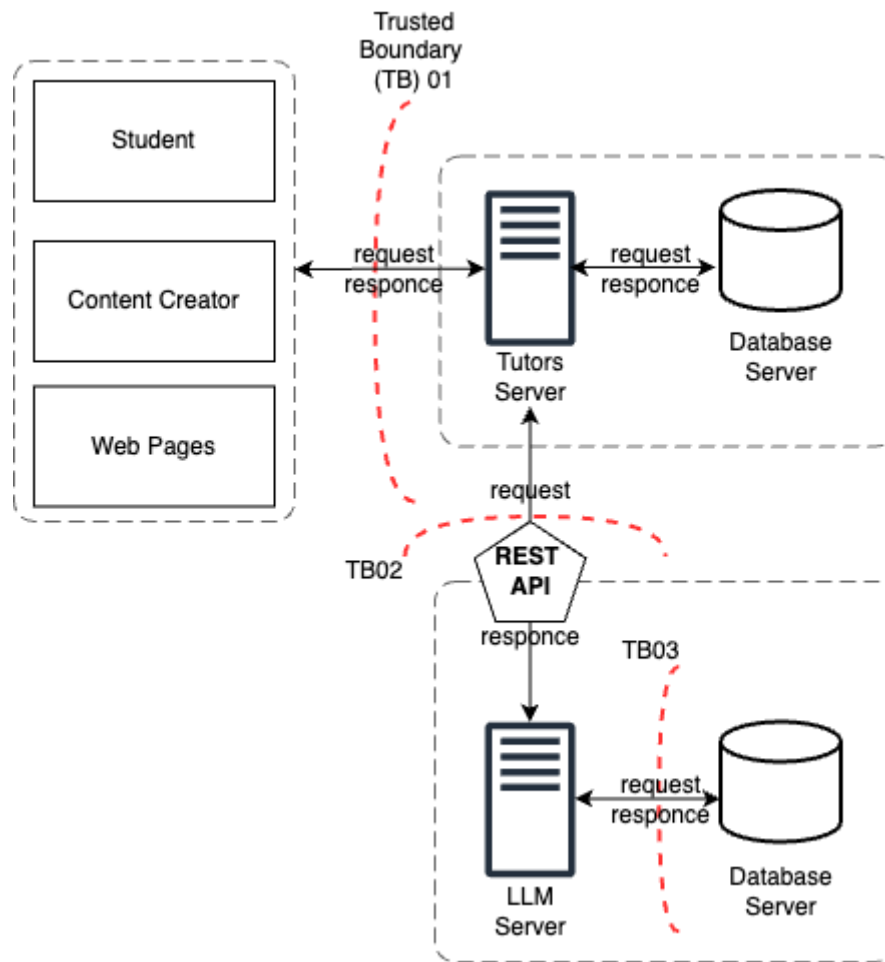 Trusted
Boundary
(TB) 01
Student
Content Creator
Web Pages
request
responce
Tutors
Server
request
responce
Database
Server
request
TB02
REST
API
responce
TB03
LLM
Server
request
responce
Database
Server